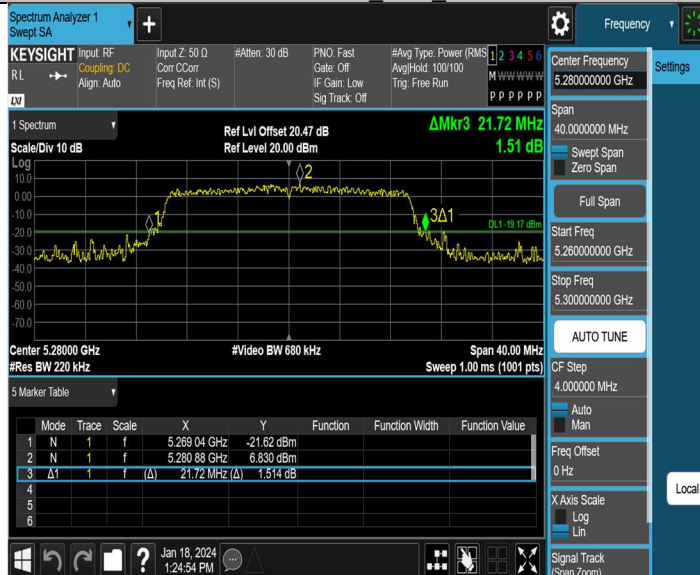 Spectrum Analyzer 1
Swept SA
Frequency
KEYSIGHT
RL
LXI
Input: RF
Coupling: DC
Align: Auto
Input Z: 50 Ω
Corr CCorr
Freq Ref: Int (S)
#Atten: 30 dB
PNO: Fast
Gate: Off
IF Gain: Low
Sig Track: Off
#Avg Type: Power (RMS
Avg|Hold: 100/100
Trig: Free Run
1 2 3 4 5 6
M W W W W W
P P P P P P
1 Spectrum
Scale/Div 10 dB
Ref Lvl Offset 20.47 dB
Ref Level 20.00 dBm
ΔMkr3 21.72 MHz
1.51 dB
Log
10.0
0.00
-10.0
-20.0
-30.0
-40.0
-50.0
-60.0
-70.0
2
1
3Δ1
DL1 -19.17 dBm
Center 5.28000 GHz
#Res BW 220 kHz
#Video BW 680 kHz
Span 40.00 MHz
Sweep 1.00 ms (1001 pts)
5 Marker Table
Mode Trace Scale X Y Function Function Width Function Value
1 N 1 f 5.269 04 GHz -21.62 dBm
2 N 1 f 5.280 88 GHz 6.830 dBm
3 Δ1 1 f (Δ) 21.72 MHz (Δ) 1.514 dB
4
5
6
Jan 18, 2024
1:24:54 PM
Center Frequency
5.280000000 GHz
Span
40.0000000 MHz
Swept Span
Zero Span
Full Span
Start Freq
5.260000000 GHz
Stop Freq
5.300000000 GHz
AUTO TUNE
CF Step
4.000000 MHz
Auto
Man
Freq Offset
0 Hz
X Axis Scale
Log
Lin
Signal Track
(Span Zoom)
Settings
Local